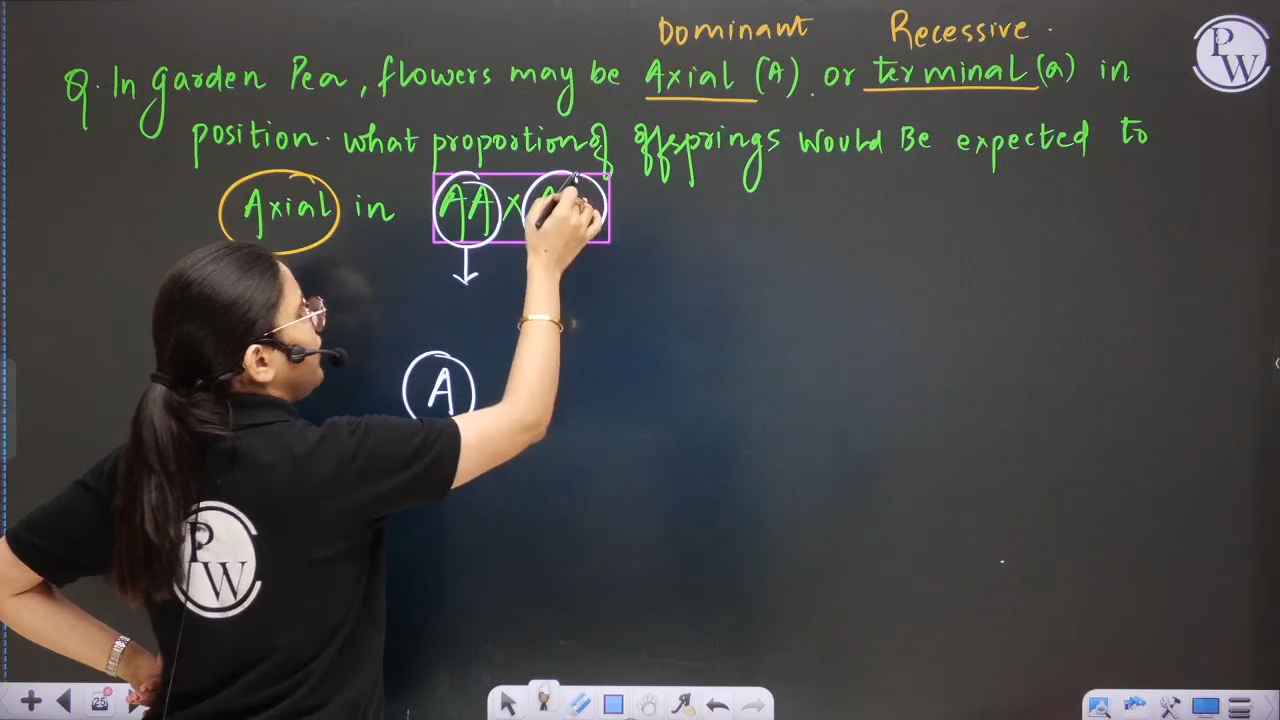 Dominant Recessive.
Q. In garden Pea, flowers may be Axial (A) or terminal (a) in
position. what proportion of offsprings would Be expected to
Axial in AA x
A
PW
PW
25